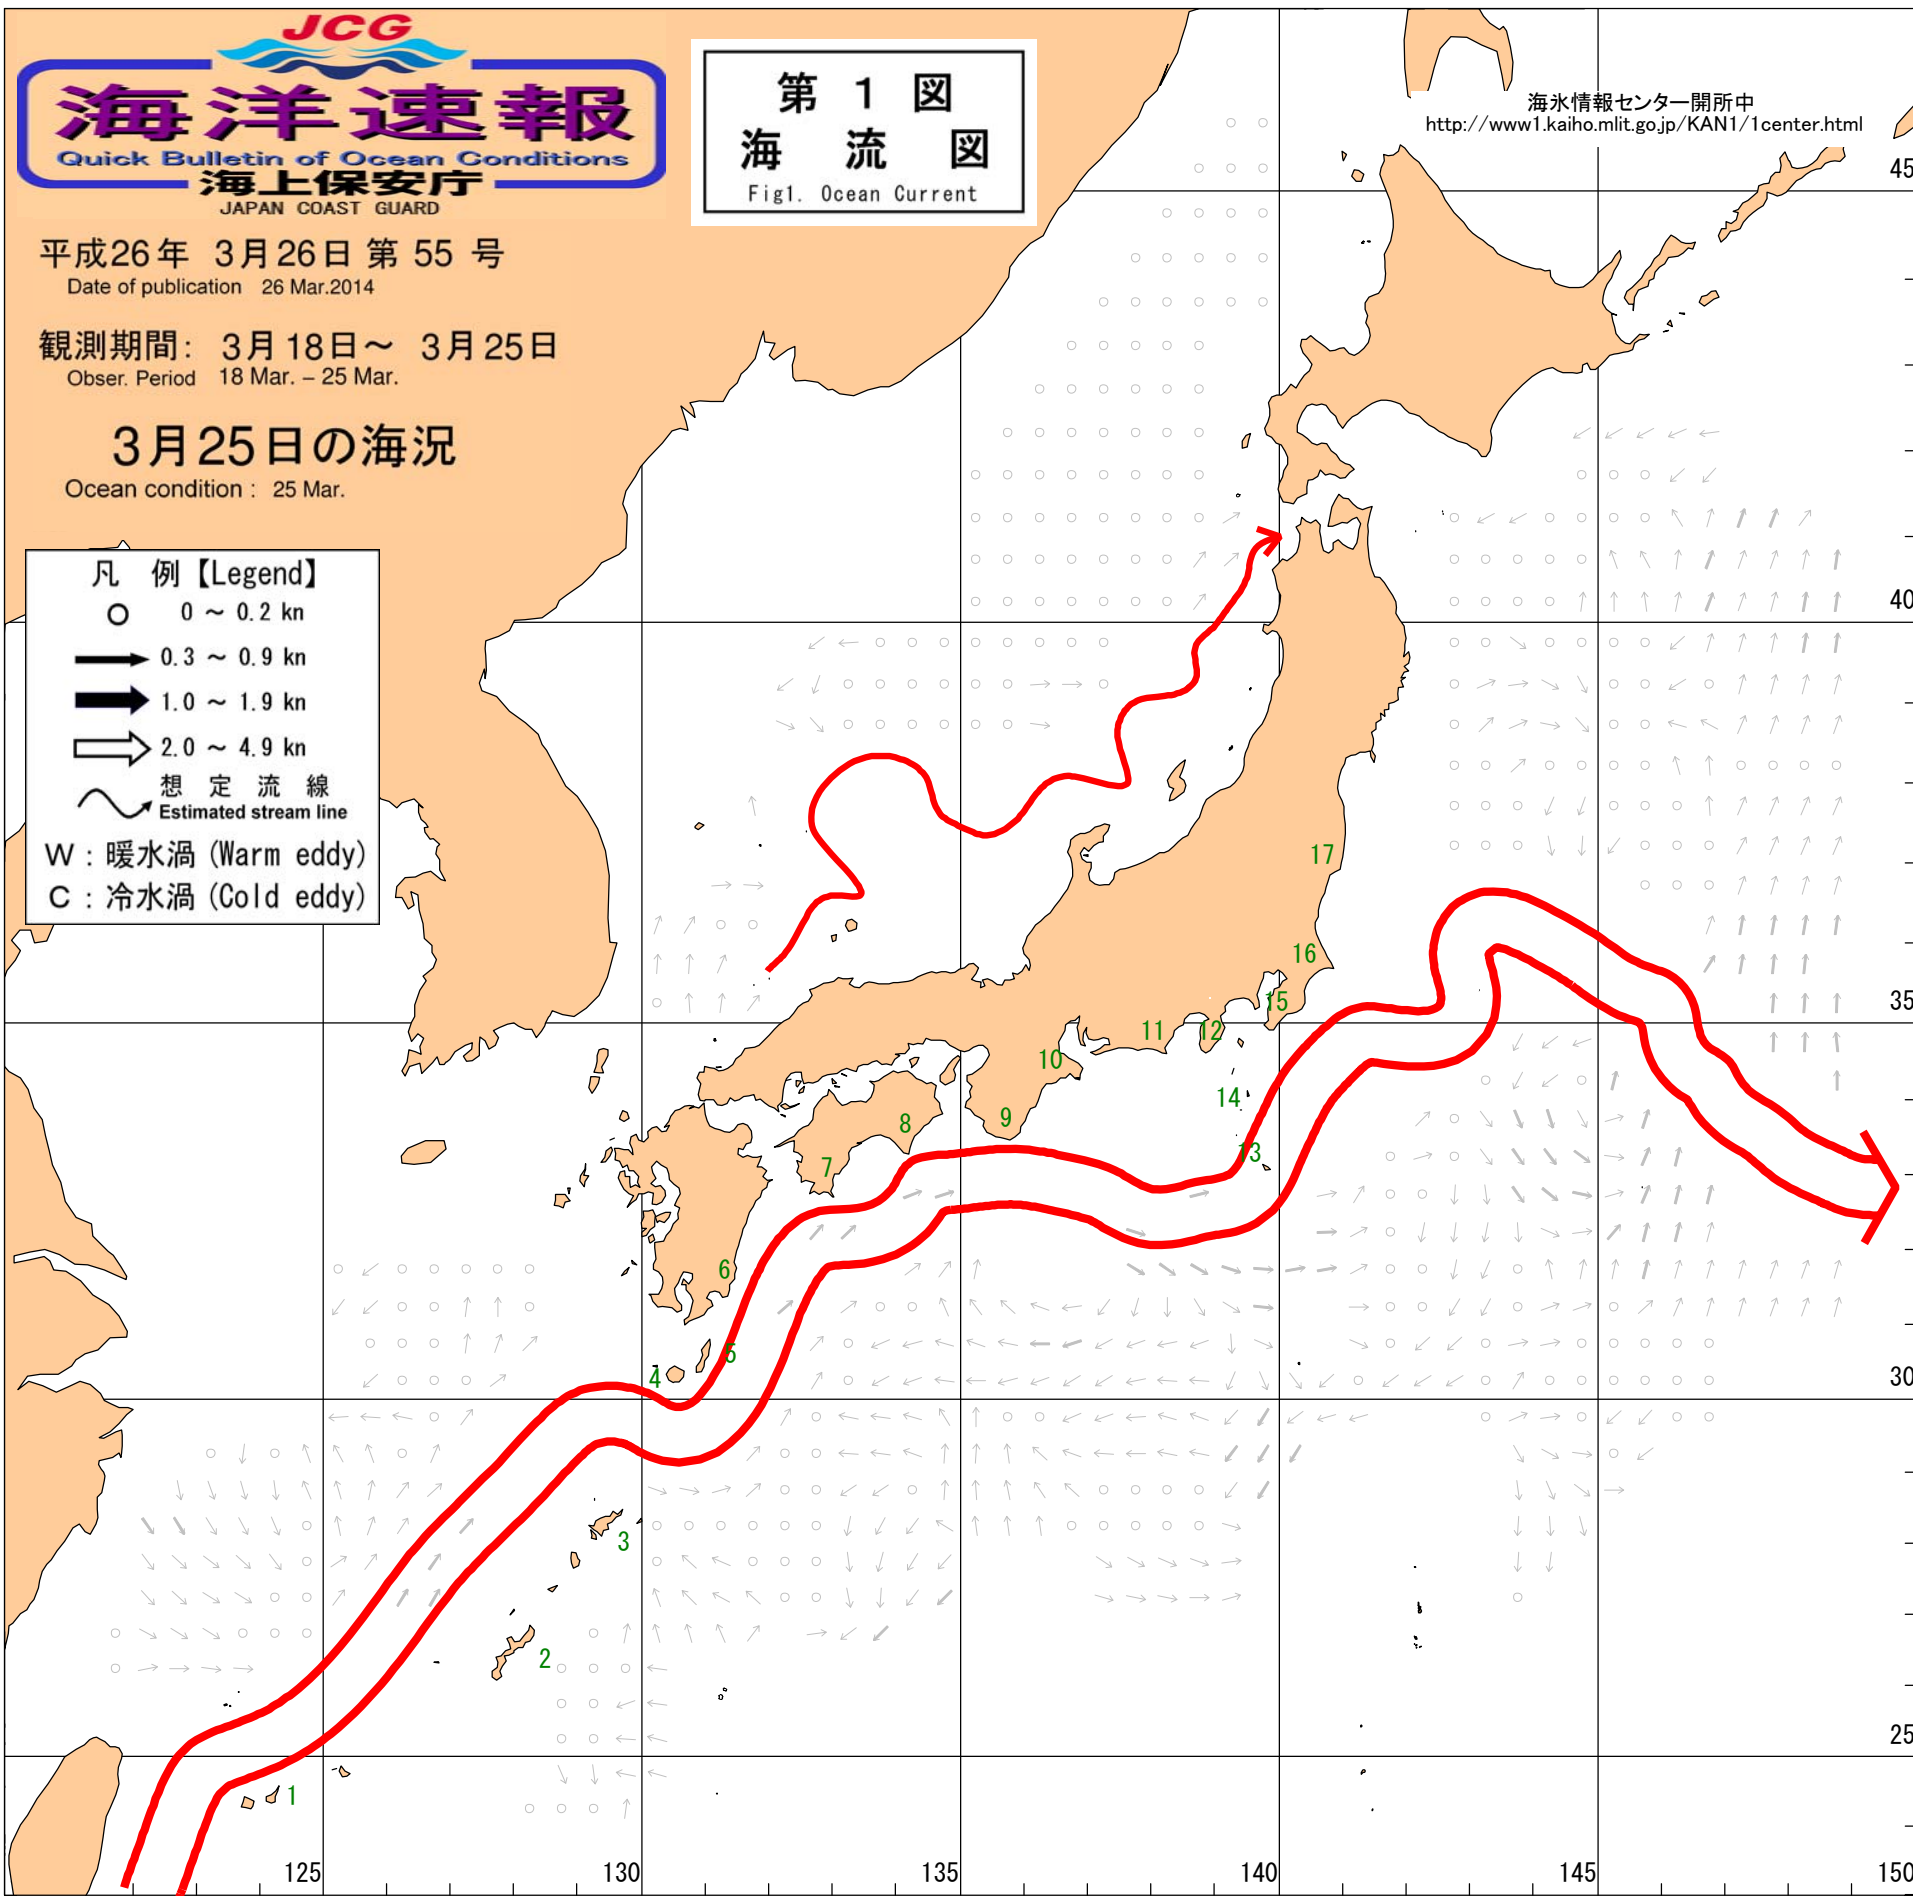 JCG
海洋速報
Quick Bulletin of Ocean Conditions
海上保安庁
JAPAN COAST GUARD
第 1 図
海 流 図
Fig1. Ocean Current
海氷情報センター開所中
http://www1.kaiho.mlit.go.jp/KAN1/1center.html
平成26年 3月26日 第 55 号
Date of publication 26 Mar.2014
観測期間: 3月18日～ 3月25日
Obser. Period 18 Mar. – 25 Mar.
3月25日の海況
Ocean condition : 25 Mar.
凡 例【Legend】
0 ～ 0.2 kn
0.3 ～ 0.9 kn
1.0 ～ 1.9 kn
2.0 ～ 4.9 kn
想 定 流 線
Estimated stream line
W : 暖水渦 (Warm eddy)
C : 冷水渦 (Cold eddy)
45
40
17
16
35
15
12
11
10
14
9
8
13
7
6
5
4
30
3
2
25
1
125
130
135
140
145
150